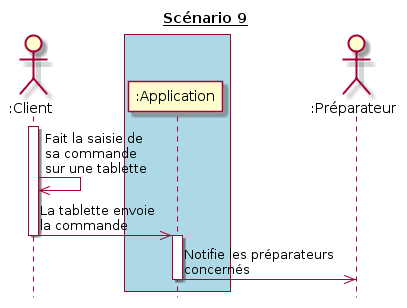 Scénario 9
:Client
:Application
:Préparateur
Fait la saisie de
sa commande
sur une tablette
La tablette envoie
la commande
Notifie les préparateurs
concernés